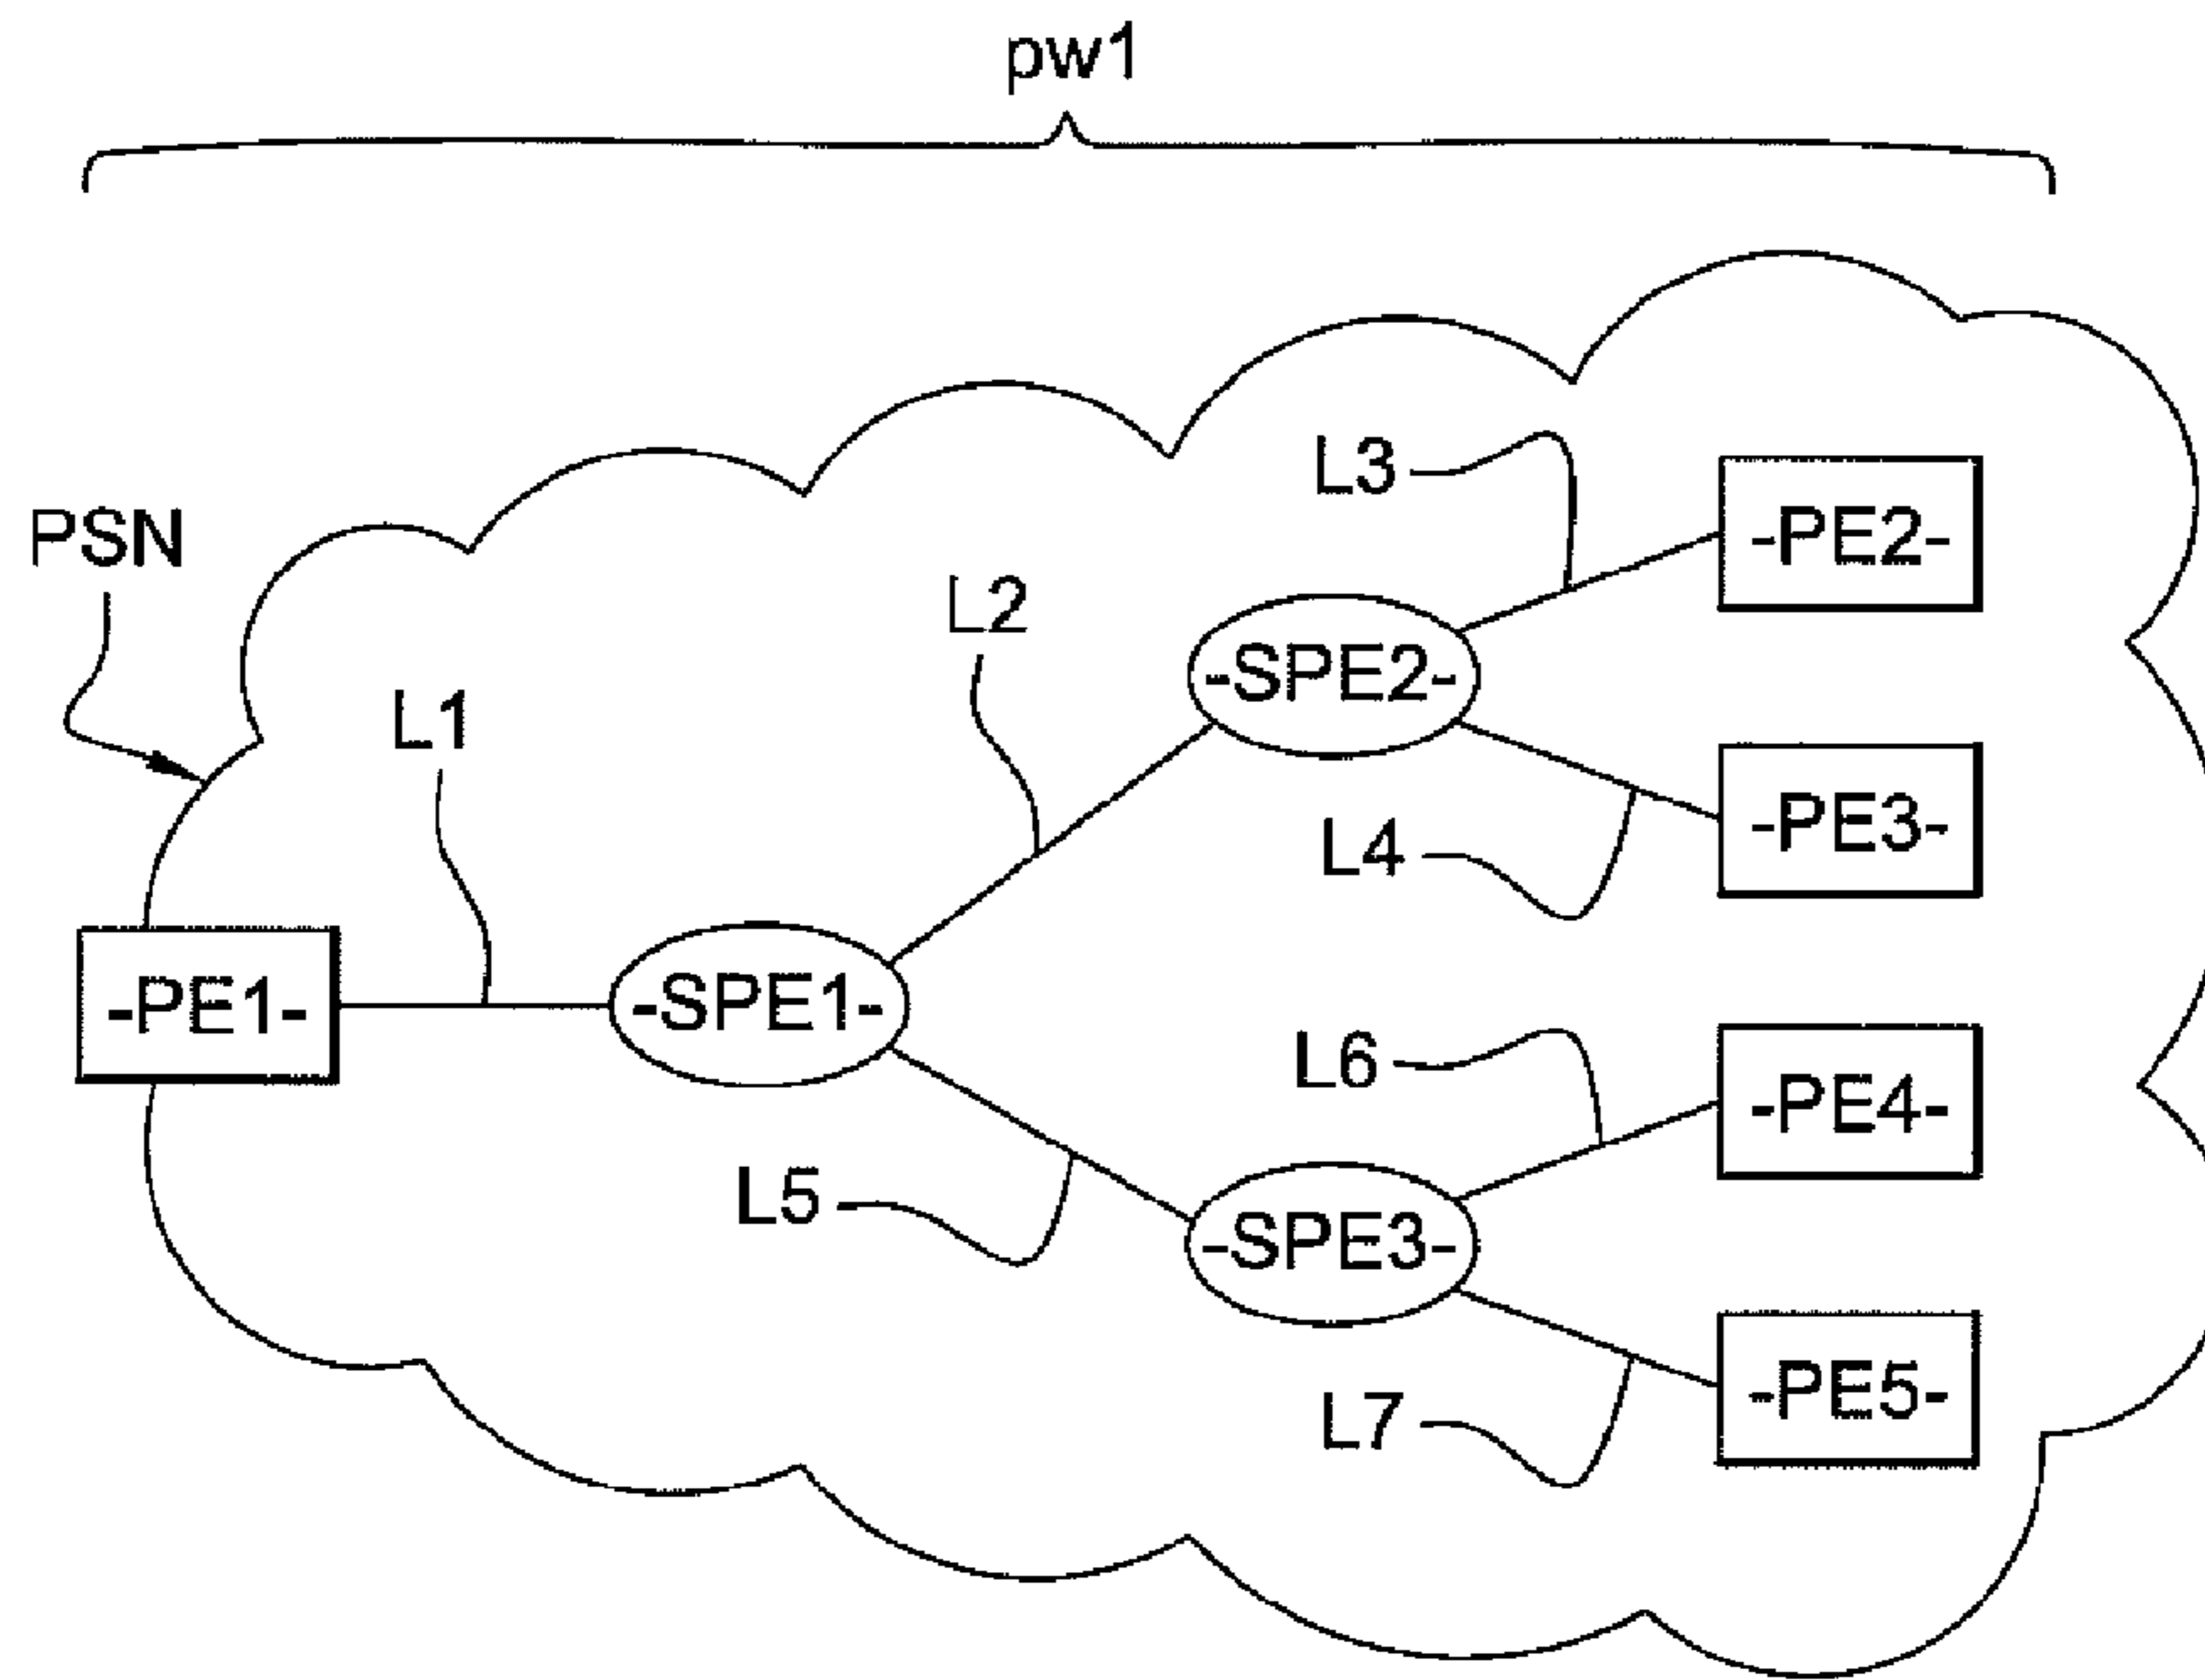 pw1
L3
-PE2-
PSN
L2
-SPE2-
L1
-PE3-
L4
-PE1-
-SPE1-
L6
-PE4-
L5
-SPE3-
-PE5-
L7